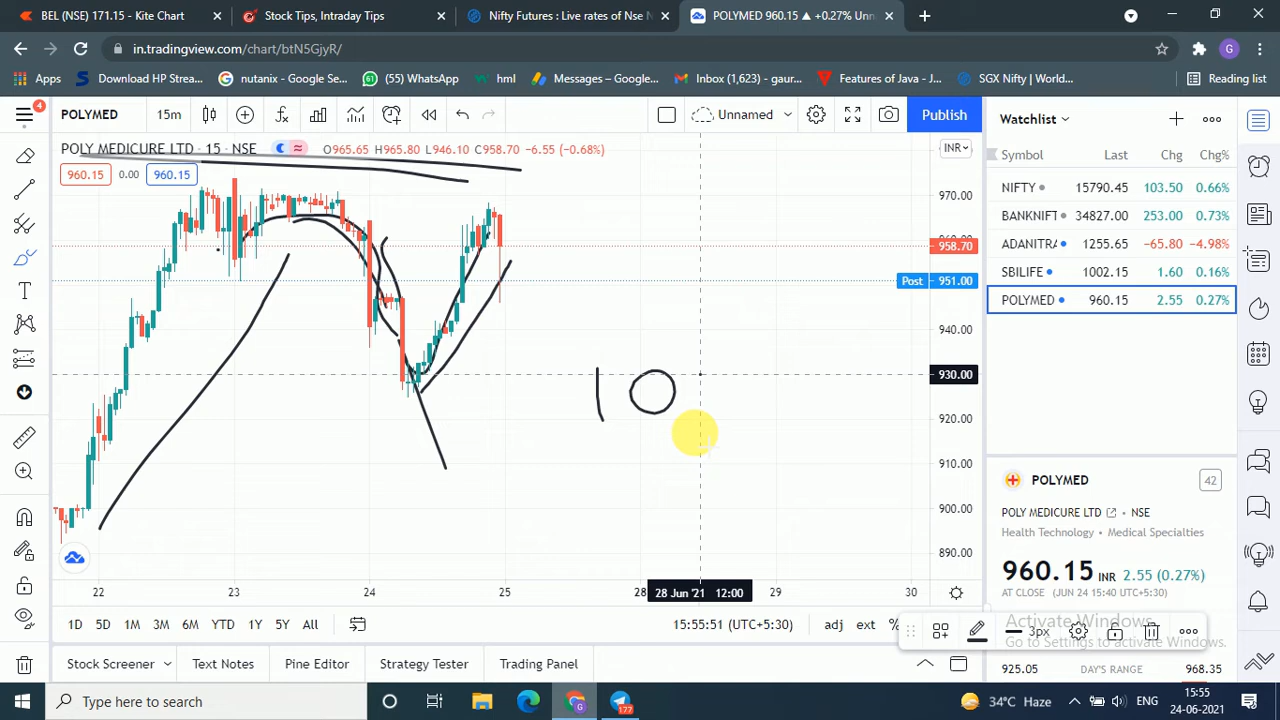 BEL (NSE) 171.15 - Kite Chart
Stock Tips, Intraday Tips
Nifty Futures : Live rates of Nse N
POLYMED 960.15 ▲ +0.27% Unn
in.tradingview.com/chart/btN5GjyR/
G
Apps
Download HP Strea...
nutanix - Google Se...
(55) WhatsApp
hml
Messages – Google...
Inbox (1,623) - gaur...
Features of Java - J...
SGX Nifty | World...
Reading list
4
POLYMED
15m
Unnamed
Publish
Watchlist
POLY MEDICURE LTD · 15 · NSE
O965.65 H965.80 L946.10 C958.70 -6.55 (-0.68%)
INR
Symbol Last Chg Chg%
960.15 0.00 960.15
NIFTY 15790.45 103.50 0.66%
BANKNIFT 34827.00 253.00 0.73%
ADANITRA 1255.65 -65.80 -4.98%
SBILIFE 1002.15 1.60 0.16%
POLYMED 960.15 2.55 0.27%
970.00
958.70
Post 951.00
940.00
930.00
920.00
910.00
900.00
890.00
10
POLYMED
42
POLY MEDICURE LTD · NSE
Health Technology · Medical Specialties
960.15 INR 2.55 (0.27%)
AT CLOSE (JUN 24 15:40 UTC+5:30)
22 23 24 25 28 28 Jun '21 12:00 29 30
1D 5D 1M 3M 6M YTD 1Y 5Y All
15:55:51 (UTC+5:30)
adj ext %
3px
Activate Windows
Go to Settings to activate Windows.
925.05 DAY'S RANGE 968.35
Stock Screener
Text Notes
Pine Editor
Strategy Tester
Trading Panel
Type here to search
177
34°C Haze
ENG
15:55
24-06-2021